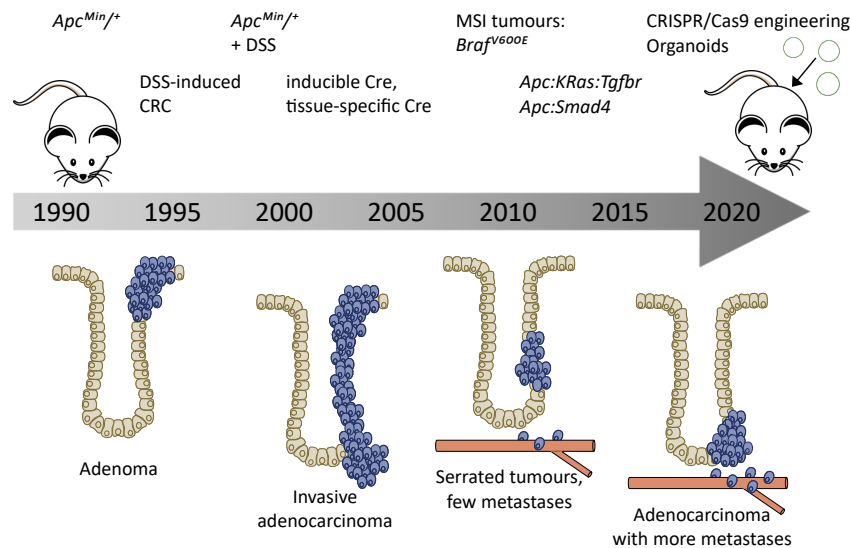 Apc^Min/+
Apc^Min/+
+ DSS
MSI tumours:
Braf^V600E
CRISPR/Cas9 engineering
Organoids
DSS-induced
CRC
inducible Cre,
tissue-specific Cre
Apc:KRas:Tgfbr
Apc:Smad4
1990 1995 2000 2005 2010 2015 2020
Adenoma
Invasive
adenocarcinoma
Serrated tumours,
few metastases
Adenocarcinoma
with more metastases